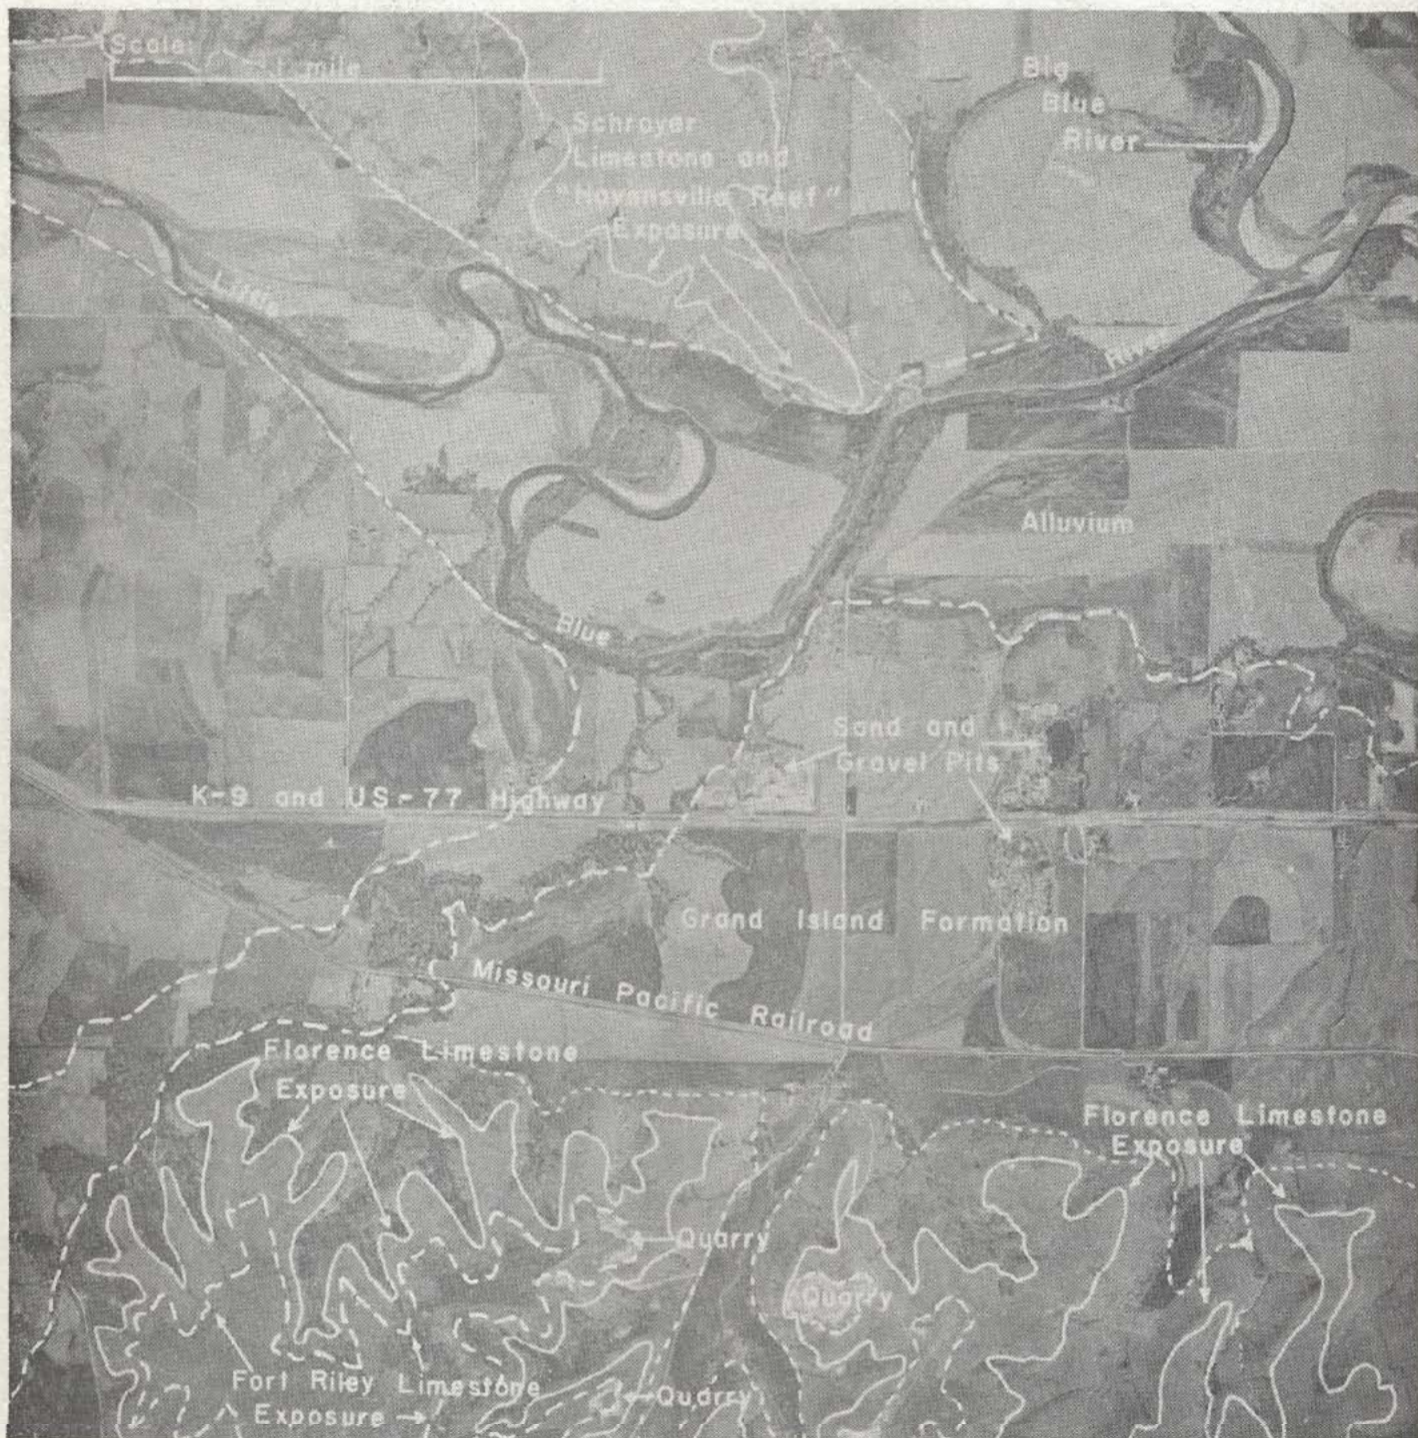 Scale:
1 mile
Big
Blue
River
Schroyer
Limestone and
"Havensville Reef"
Exposure
Little
River
Alluvium
Blue
Sand and
Gravel Pits
K-9 and US-77 Highway
Grand Island Formation
Missouri Pacific Railroad
Florence Limestone
Exposure
Florence Limestone
Exposure
Quarry
Quarry
Fort Riley Limestone
Exposure
Quarry